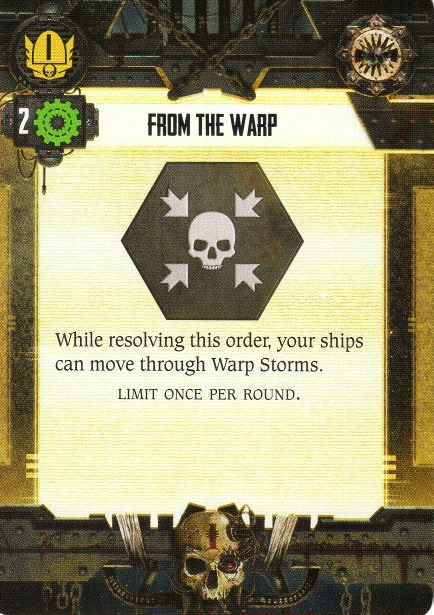 2
FROM THE WARP
While resolving this order, your ships
can move through Warp Storms.
LIMIT ONCE PER ROUND.